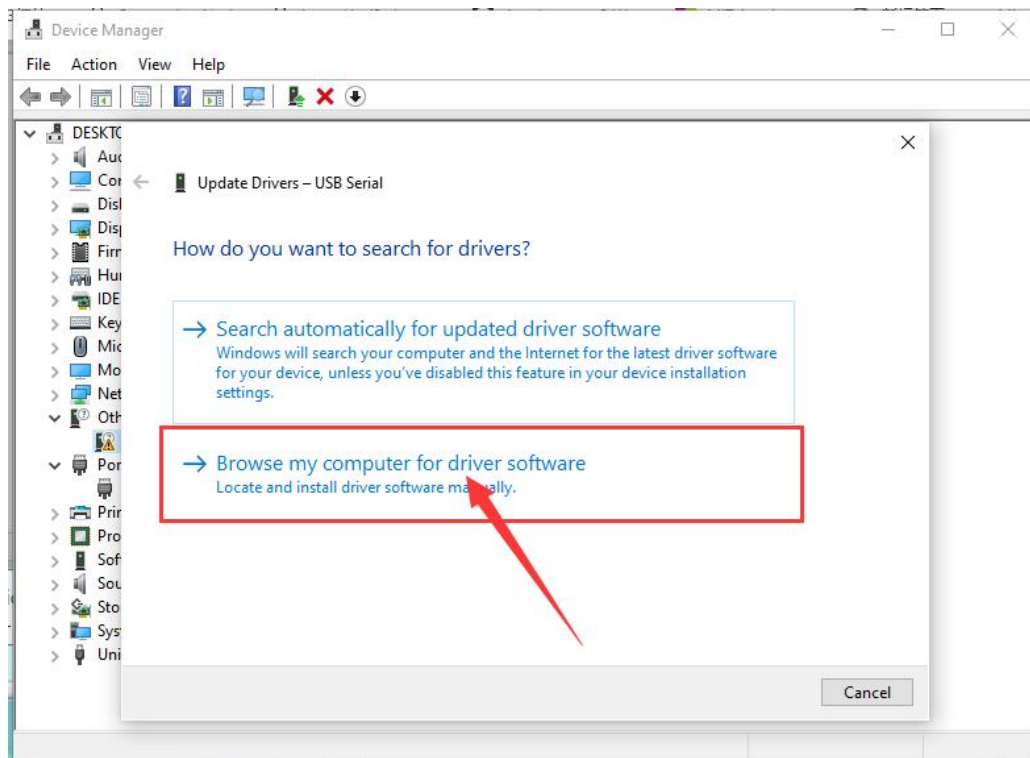 Device Manager
File Action View Help
DESKTO
Aud
Cor
Update Drivers – USB Serial
Disl
Disp
Firr
How do you want to search for drivers?
Hur
IDE
Key
Search automatically for updated driver software
Mic
Windows will search your computer and the Internet for the latest driver software
Mo
for your device, unless you've disabled this feature in your device installation
Net
settings.
Oth
Por
Browse my computer for driver software
Locate and install driver software manually.
Prin
Pro
Sof
Sou
Sto
Sys
Uni
Cancel